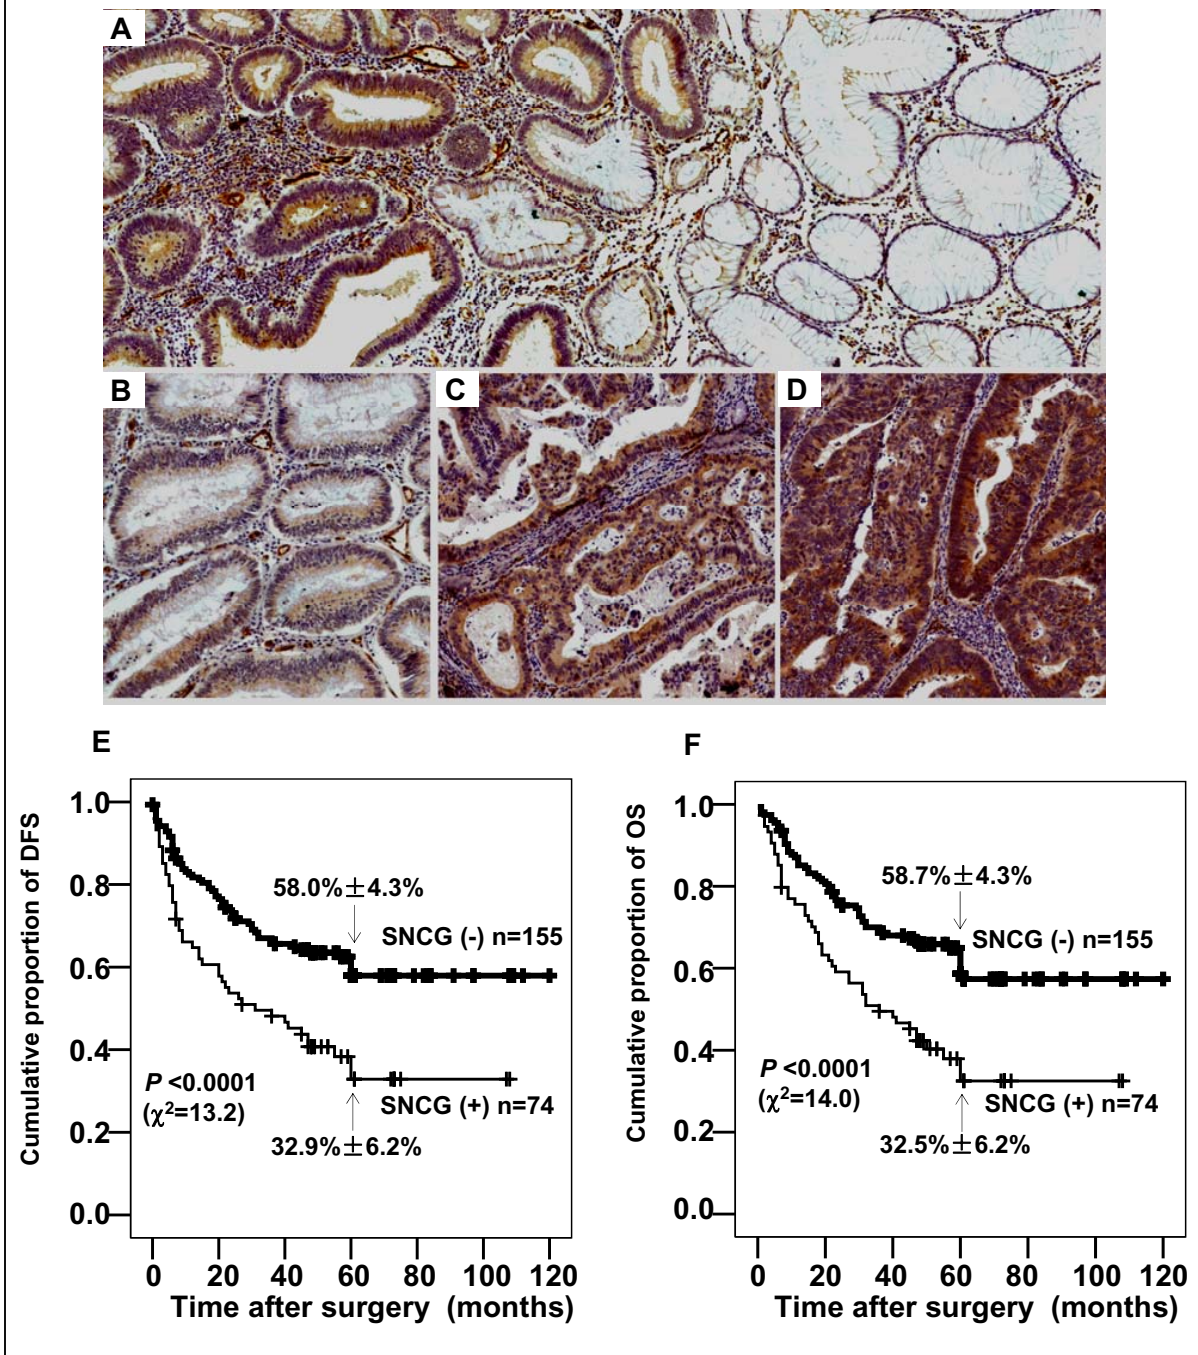 A
B
C
D
E
Cumulative proportion of DFS
1.0
0.8
0.6
0.4
0.2
0.0
58.0%±4.3%
SNCG (-) n=155
P <0.0001
(χ²=13.2)
SNCG (+) n=74
32.9%±6.2%
0 20 40 60 80 100 120
Time after surgery (months)
F
Cumulative proportion of OS
1.0
0.8
0.6
0.4
0.2
0.0
58.7%±4.3%
SNCG (-) n=155
P <0.0001
(χ²=14.0)
SNCG (+) n=74
32.5%±6.2%
0 20 40 60 80 100 120
Time after surgery (months)